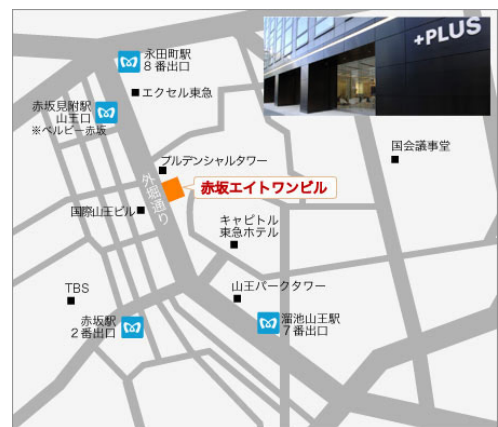 +PLUS
永田町駅
8番出口
エクセル東急
赤坂見附駅
山王口
※ベルビー赤坂
国会議事堂
プルデンシャルタワー
赤坂エイトワンビル
外堀通り
国際山王ビル
キャピトル
東急ホテル
TBS
山王パークタワー
赤坂駅
2番出口
溜池山王駅
7番出口